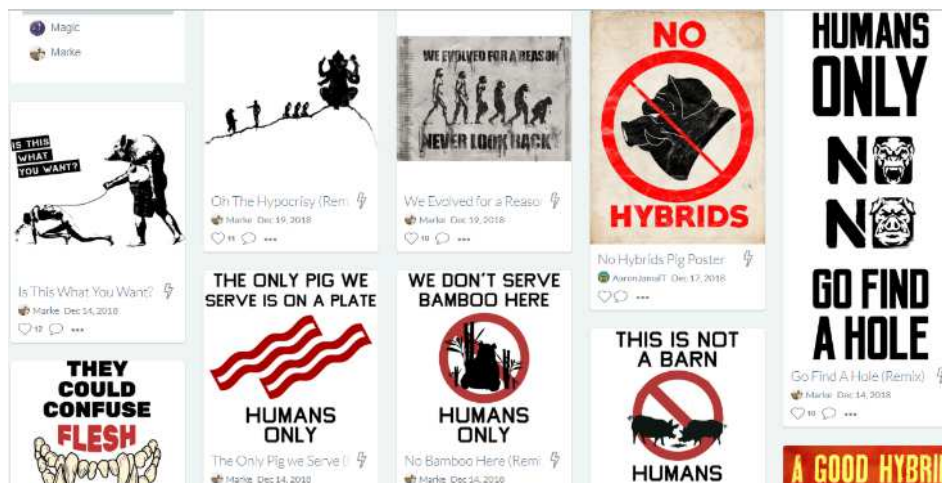 Magic
Marke
IS THIS
WHAT
YOU WANT?
Is This What You Want?
Marke Dec 14, 2018
12
THEY
COULD
CONFUSE
FLESH
Oh The Hypocrisy (Rem
Marke Dec 19, 2018
11
THE ONLY PIG WE
SERVE IS ON A PLATE
HUMANS
ONLY
The Only Pig we Serve (
Marke Dec 14, 2018
WE EVOLVED FOR A REASON
NEVER LOOK BACK
We Evolved for a Reaso
Marke Dec 19, 2018
10
WE DON'T SERVE
BAMBOO HERE
HUMANS
ONLY
No Bamboo Here (Remi
Marke Dec 14, 2018
NO
HYBRIDS
No Hybrids Pig Poster
AaronJamalT Dec 17, 2018
THIS IS NOT
A BARN
HUMANS
HUMANS
ONLY
NO
NO
GO FIND
A HOLE
Go Find A Hole (Remix)
Marke Dec 14, 2018
10
A GOOD HYBRI